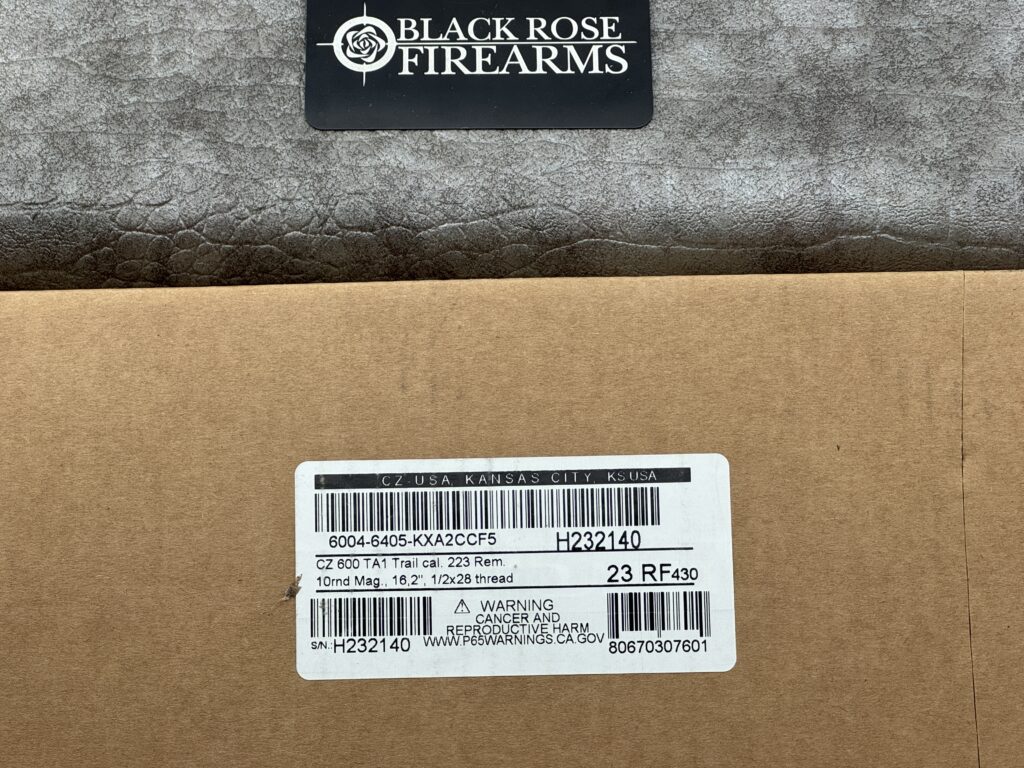 BLACK ROSE
FIREARMS
CZ-USA, KANSAS CITY, KS USA
6004-6405-KXA2CCF5 H232140
CZ 600 TA1 Trail cal. 223 Rem.
10rnd Mag., 16,2", 1/2x28 thread 23 RF430
⚠ WARNING
CANCER AND
REPRODUCTIVE HARM
WWW.P65WARNINGS.CA.GOV
S/N.: H232140
80670307601